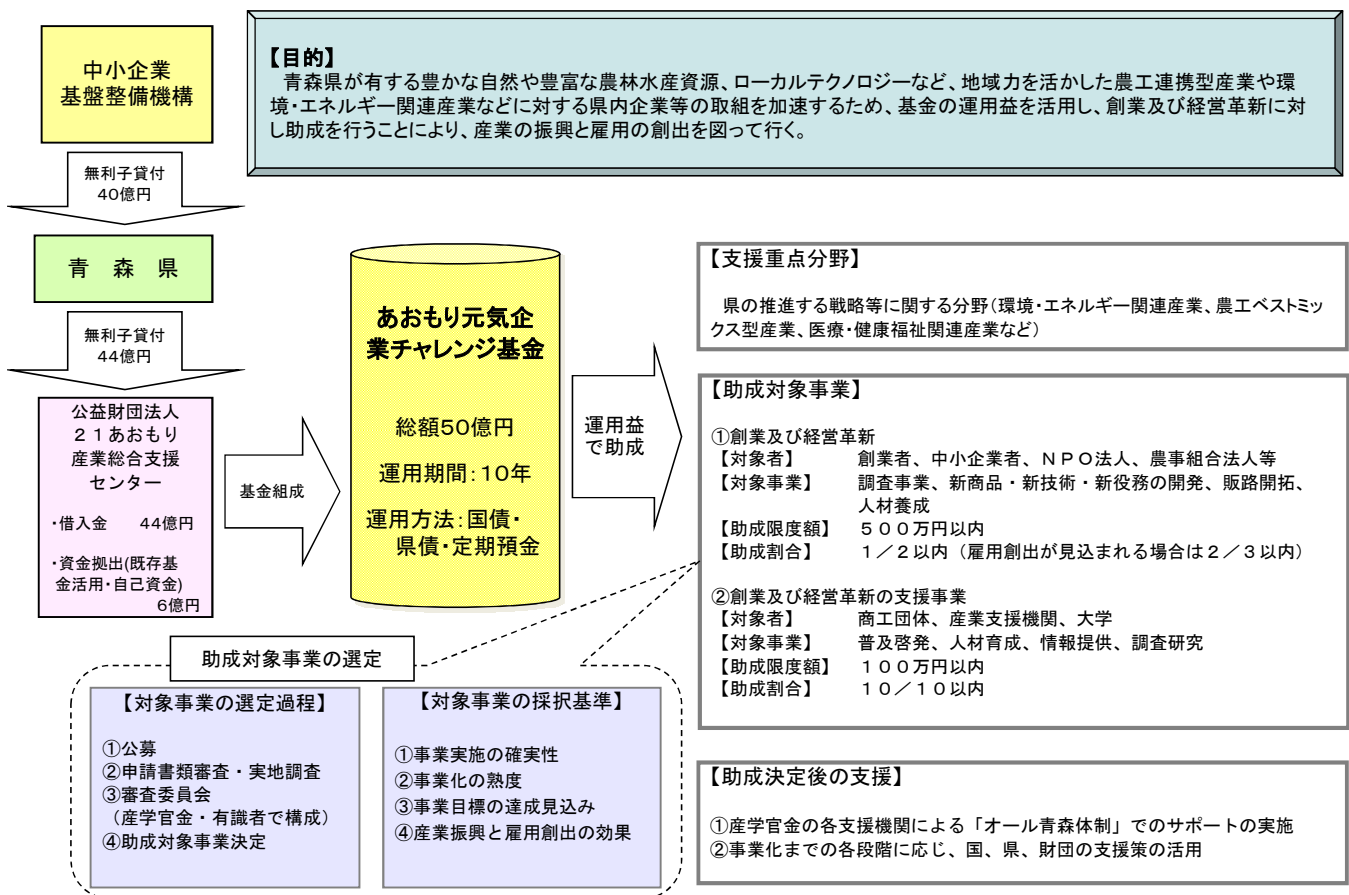 中小企業
基盤整備機構
【目的】
青森県が有する豊かな自然や豊富な農林水産資源、ローカルテクノロジーなど、地域力を活かした農工連携型産業や環
境・エネルギー関連産業などに対する県内企業等の取組を加速するため、基金の運用益を活用し、創業及び経営革新に対
し助成を行うことにより、産業の振興と雇用の創出を図って行く。
無利子貸付
40億円
青 森 県
無利子貸付
44億円
公益財団法人
21あおもり
産業総合支援
センター
・借入金 44億円
・資金拠出(既存基
金活用・自己資金)
6億円
基金組成
あおもり元気企
業チャレンジ基金
総額50億円
運用期間:10年
運用方法:国債・
県債・定期預金
運用益
で助成
【支援重点分野】
県の推進する戦略等に関する分野(環境・エネルギー関連産業、農工ベストミッ
クス型産業、医療・健康福祉関連産業など)
【助成対象事業】
①創業及び経営革新
【対象者】 創業者、中小企業者、NPO法人、農事組合法人等
【対象事業】 調査事業、新商品・新技術・新役務の開発、販路開拓、
人材養成
【助成限度額】 500万円以内
【助成割合】 1/2以内(雇用創出が見込まれる場合は2/3以内)
②創業及び経営革新の支援事業
【対象者】 商工団体、産業支援機関、大学
【対象事業】 普及啓発、人材育成、情報提供、調査研究
【助成限度額】 100万円以内
【助成割合】 10/10以内
助成対象事業の選定
【対象事業の選定過程】
①公募
②申請書類審査・実地調査
③審査委員会
(産学官金・有識者で構成)
④助成対象事業決定
【対象事業の採択基準】
①事業実施の確実性
②事業化の熟度
③事業目標の達成見込み
④産業振興と雇用創出の効果
【助成決定後の支援】
①産学官金の各支援機関による「オール青森体制」でのサポートの実施
②事業化までの各段階に応じ、国、県、財団の支援策の活用